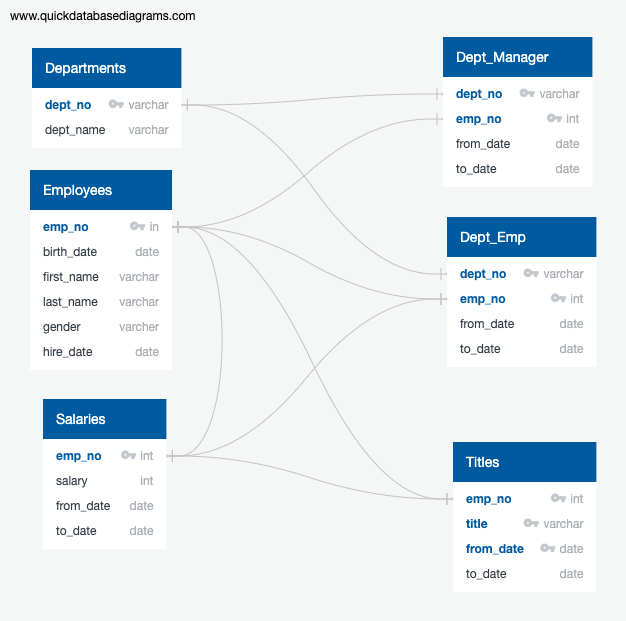 www.quickdatabasediagrams.com
Departments
dept_no varchar
dept_name varchar
Employees
emp_no in
birth_date date
first_name varchar
last_name varchar
gender varcher
hire_date date
Salaries
emp_no int
salary int
from_date date
to_date date
Dept_Manager
dept_no varchar
emp_no int
from_date date
to_date date
Dept_Emp
dept_no varchar
emp_no int
from_date date
to_date date
Titles
emp_no int
title varchar
from_date date
to_date date